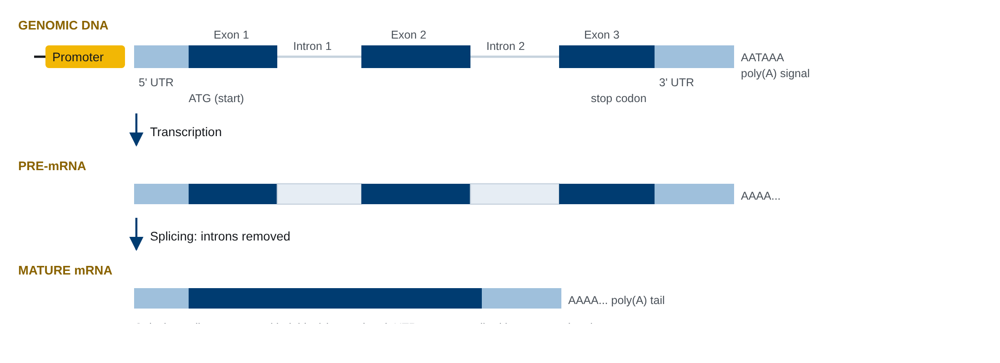 GENOMIC DNA
Exon 1
Exon 2
Exon 3
Intron 1
Intron 2
Promoter
AATAAA
poly(A) signal
5' UTR
3' UTR
ATG (start)
stop codon
Transcription
PRE-mRNA
AAAA...
Splicing: introns removed
MATURE mRNA
AAAA... poly(A) tail